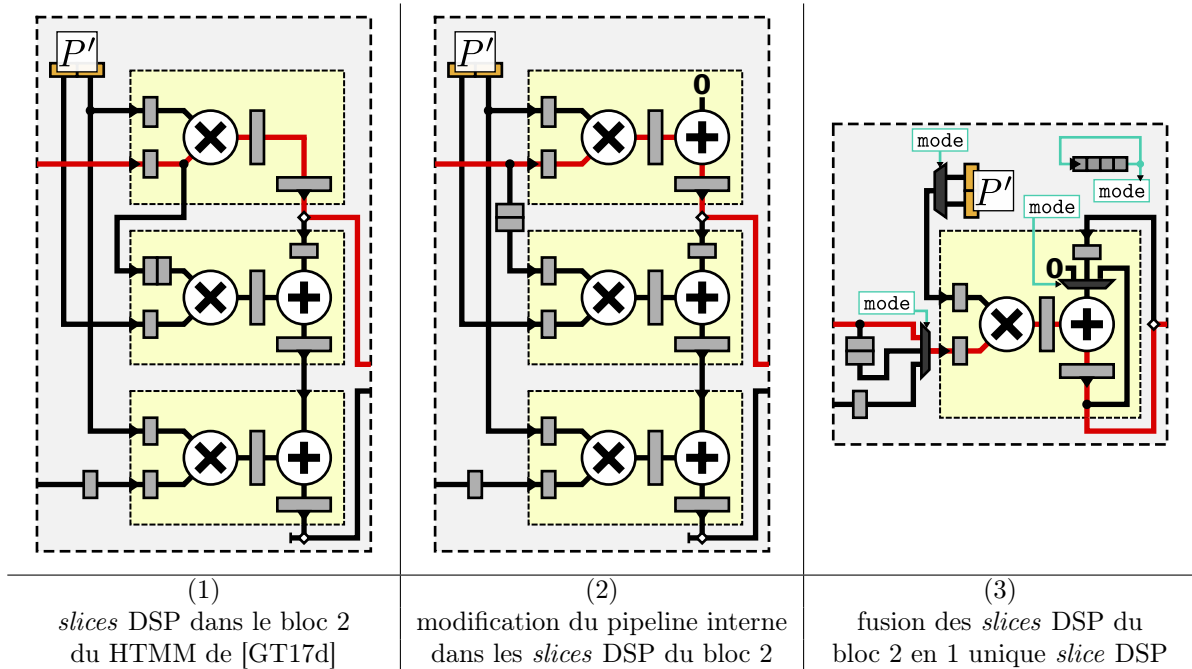 P′
P′
0
mode
mode
P′
mode
0
mode
(1)
slices DSP dans le bloc 2
du HTMM de [GT17d]
(2)
modification du pipeline interne
dans les slices DSP du bloc 2
(3)
fusion des slices DSP du
bloc 2 en 1 unique slice DSP